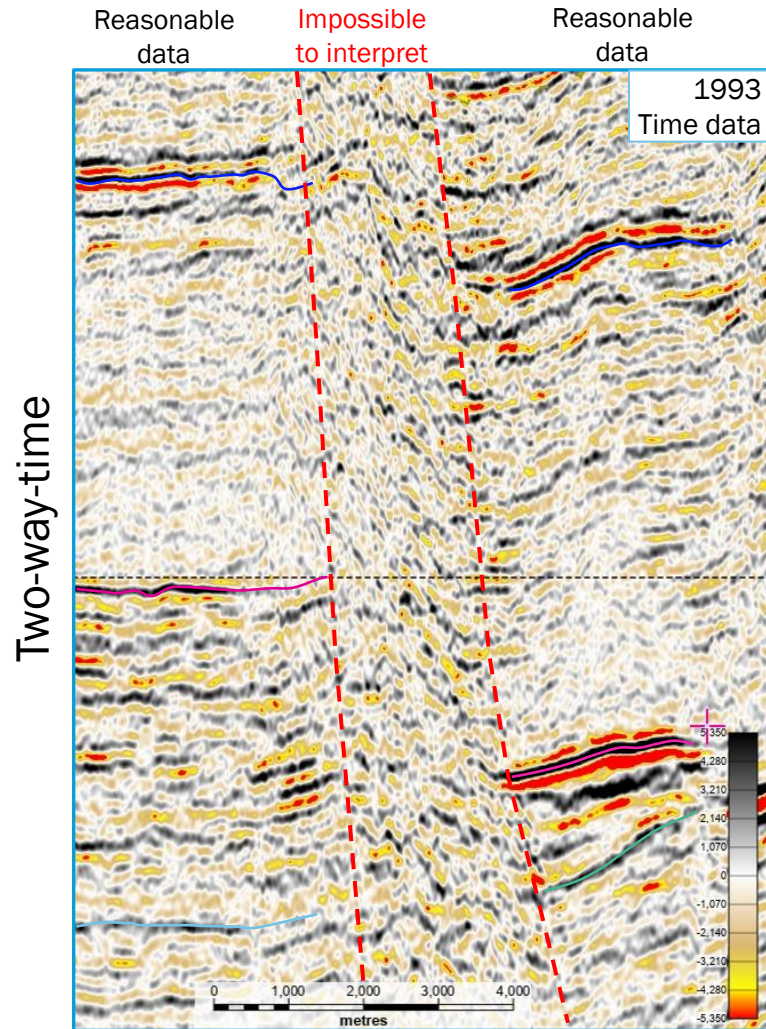 Reasonable
data
Impossible
to interpret
Reasonable
data
1993
Time data
Two-way-time
5,350
4,280
3,210
2,140
1,070
0
-1,070
-2,140
-3,210
-4,280
-5,350
0 1,000 2,000 3,000 4,000
metres